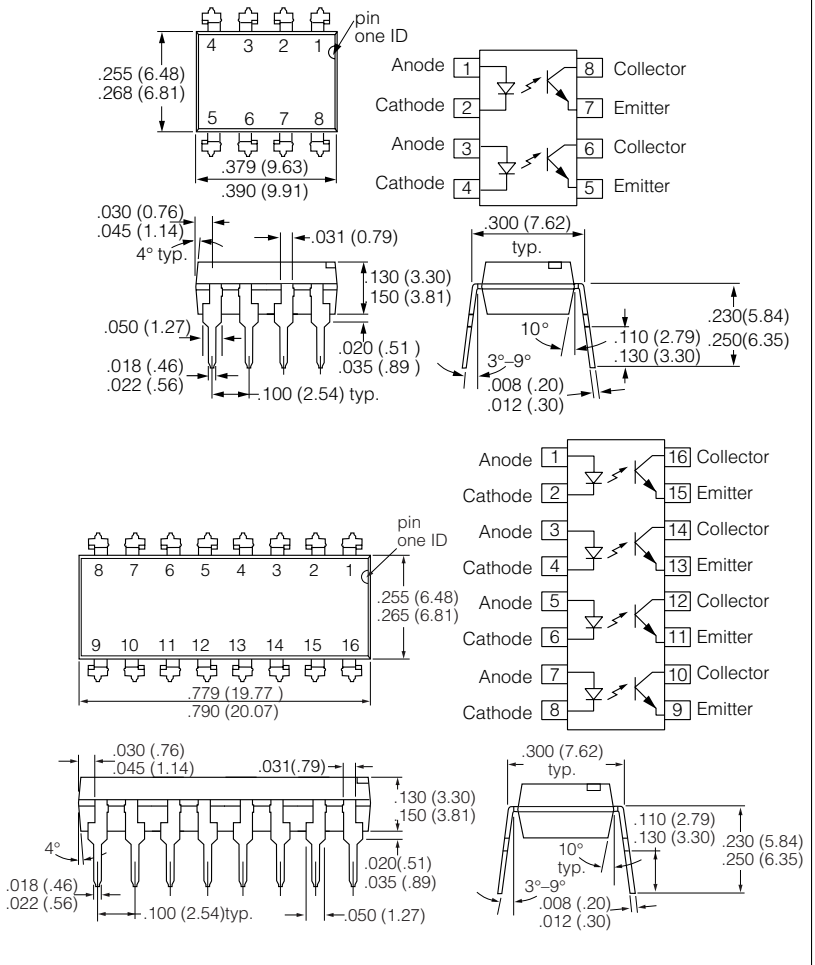 pin
one ID
4 3 2 1
.255 (6.48)
.268 (6.81)
5 6 7 8
.379 (9.63)
.390 (9.91)
Anode 1 8 Collector
Cathode 2 7 Emitter
Anode 3 6 Collector
Cathode 4 5 Emitter
.030 (0.76)
.045 (1.14)
4° typ.
.031 (0.79)
.130 (3.30)
.150 (3.81)
.050 (1.27)
.020 (.51 )
.035 (.89 )
.018 (.46)
.022 (.56)
.100 (2.54) typ.
.300 (7.62)
typ.
.230(5.84)
.250(6.35)
10°
.110 (2.79)
.130 (3.30)
3°–9°
.008 (.20)
.012 (.30)
Anode 1 16 Collector
Cathode 2 15 Emitter
Anode 3 14 Collector
Cathode 4 13 Emitter
Anode 5 12 Collector
Cathode 6 11 Emitter
Anode 7 10 Collector
Cathode 8 9 Emitter
pin
one ID
8 7 6 5 4 3 2 1
.255 (6.48)
.265 (6.81)
9 10 11 12 13 14 15 16
.779 (19.77 )
.790 (20.07)
.030 (.76)
.045 (1.14)
.031(.79)
.130 (3.30)
.150 (3.81)
4°
.020(.51)
.035 (.89)
.018 (.46)
.022 (.56)
.100 (2.54)typ.
.050 (1.27)
.300 (7.62)
typ.
.110 (2.79)
.130 (3.30)
.230 (5.84)
.250 (6.35)
10°
typ.
3°–9°
.008 (.20)
.012 (.30)